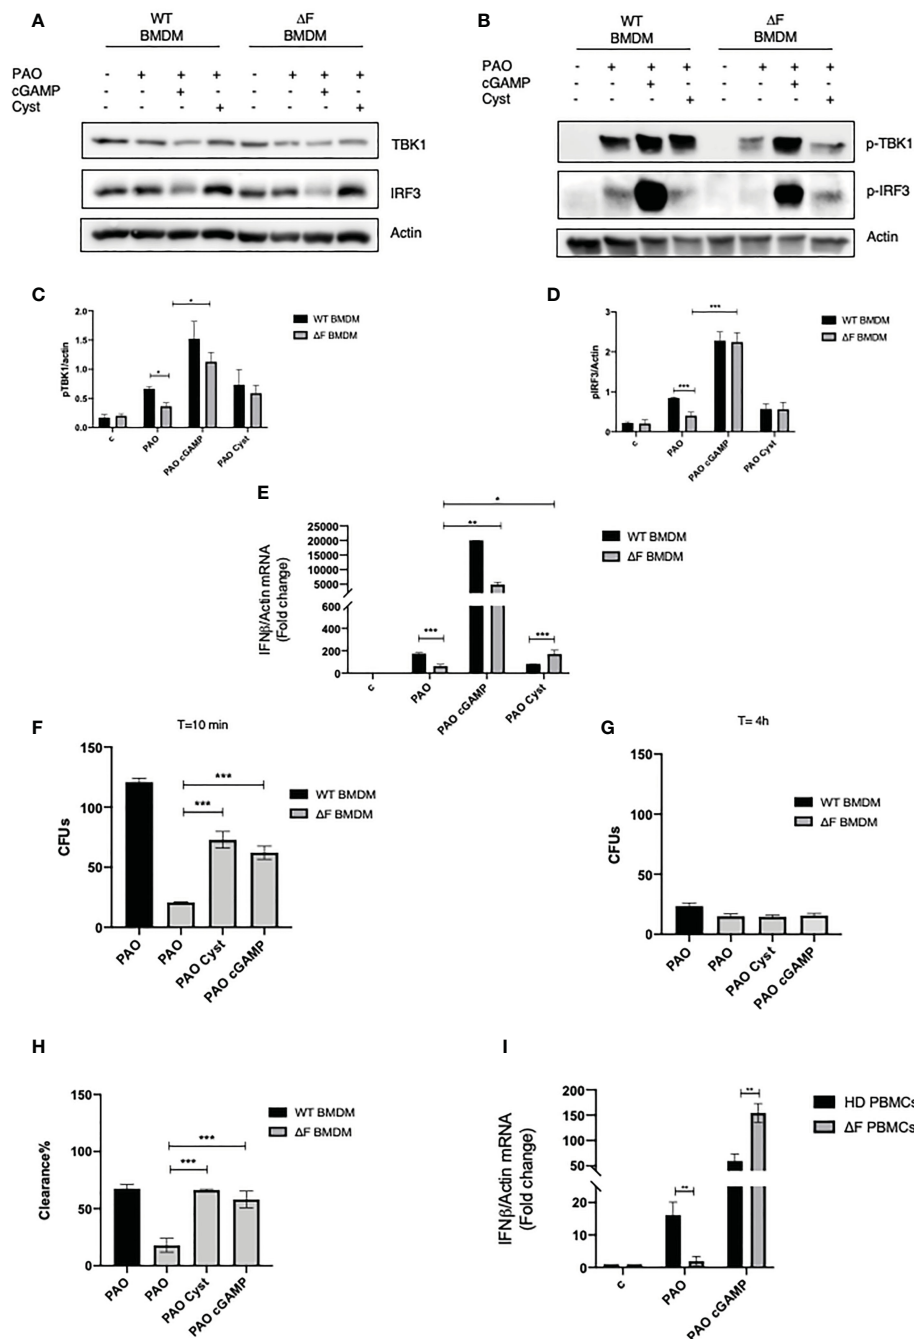 A
WT
BMDM
ΔF
BMDM
PAO - + + + - + + +
cGAMP - - + - - - + -
Cyst - - - + - - - +
TBK1
IRF3
Actin
B
WT
BMDM
ΔF
BMDM
PAO - + + + - + + +
cGAMP - - + - - - + -
Cyst - - - + - - - +
p-TBK1
p-IRF3
Actin
C
pTBK1/actin
2.0
1.5
1.0
0.5
0.0
*
*
c
PAO
PAO cGAMP
PAO Cyst
WT BMDM
ΔF BMDM
D
pIRF3/Actin
3
2
1
0
***
***
c
PAO
PAO cGAMP
PAO Cyst
WT BMDM
ΔF BMDM
E
IFNβ/Actin mRNA
(Fold change)
25000
20000
15000
10000
5000
600
400
200
0
*
**
***
***
c
PAO
PAO cGAMP
PAO Cyst
WT BMDM
ΔF BMDM
F
T=10 min
CFUs
150
100
50
0
***
***
PAO
PAO
PAO Cyst
PAO cGAMP
WT BMDM
ΔF BMDM
G
T= 4h
CFUs
150
100
50
0
PAO
PAO
PAO Cyst
PAO cGAMP
WT BMDM
ΔF BMDM
H
Clearance%
150
100
50
0
***
***
PAO
PAO
PAO Cyst
PAO cGAMP
WT BMDM
ΔF BMDM
I
IFNβ/Actin mRNA
(Fold change)
200
150
100
50
20
10
0
**
**
c
PAO
PAO cGAMP
HD PBMCs
ΔF PBMCs